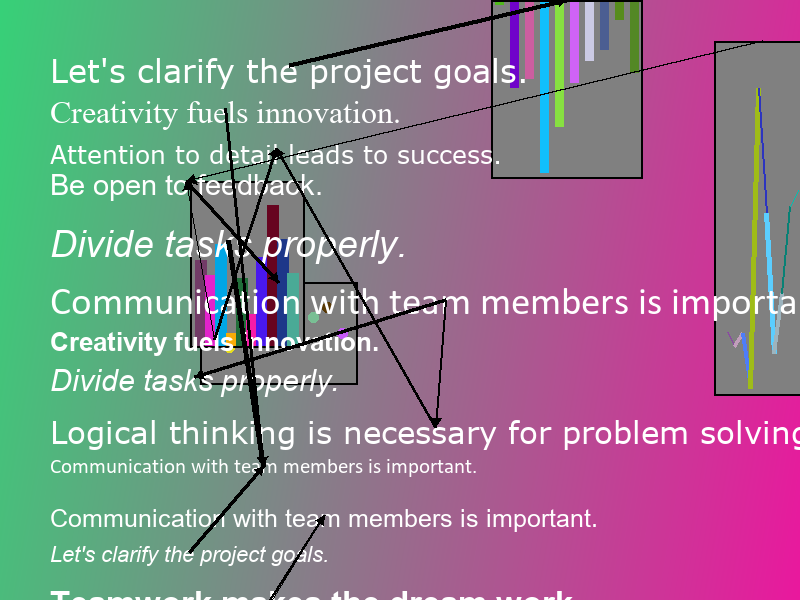 Let's clarify the project goals.
Creativity fuels innovation.
Attention to detail leads to success.
Be open to feedback.
Divide tasks properly.
Communication with team members is importa
Creativity fuels innovation.
Divide tasks properly.
Logical thinking is necessary for problem solving
Communication with team members is important.
Communication with team members is important.
Let's clarify the project goals.
Teamwork makes the dream work